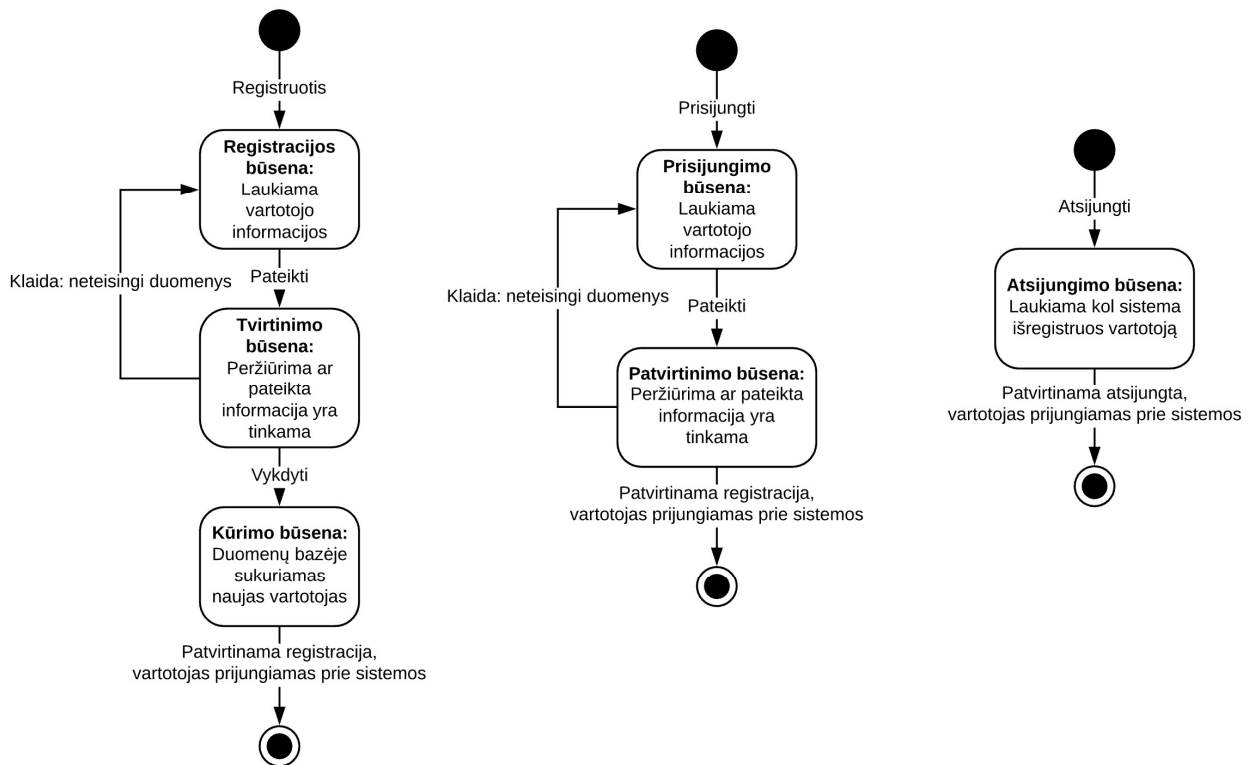 Registruotis
Registracijos
būsena:
Laukiama
vartotojo
informacijos
Klaida: neteisingi duomenys
Pateikti
Tvirtinimo
būsena:
Peržiūrima ar
pateikta
informacija yra
tinkama
Vykdyti
Kūrimo būsena:
Duomenų bazėje
sukuriamas
naujas vartotojas
Patvirtinama registracija,
vartotojas prijungiamas prie sistemos
Prisijungti
Prisijungimo
būsena:
Laukiama
vartotojo
informacijos
Klaida: neteisingi duomenys
Pateikti
Patvirtinimo būsena:
Peržiūrima ar pateikta
informacija yra
tinkama
Patvirtinama registracija,
vartotojas prijungiamas prie sistemos
Atsijungti
Atsijungimo būsena:
Laukiama kol sistema
išregistruos vartotoją
Patvirtinama atsijungta,
vartotojas prijungiamas prie sistemos